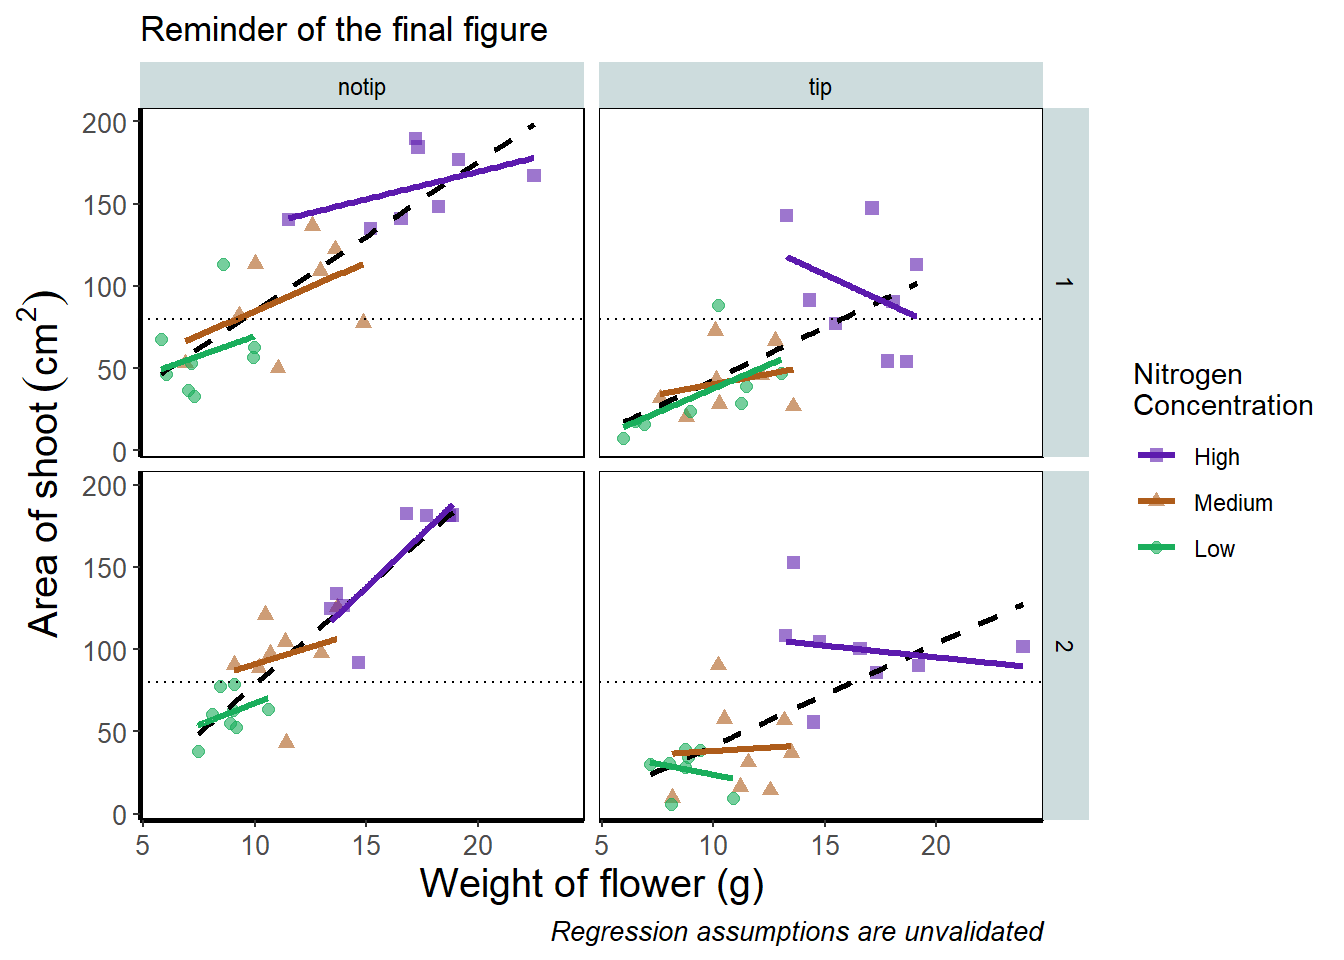 Reminder of the final figure
notip
tip
200
150
100
50
0
1
200
150
100
50
0
2
Area of shoot (cm²)
5
10
15
20
5
10
15
20
Weight of flower (g)
Regression assumptions are unvalidated
Nitrogen
Concentration
High
Medium
Low